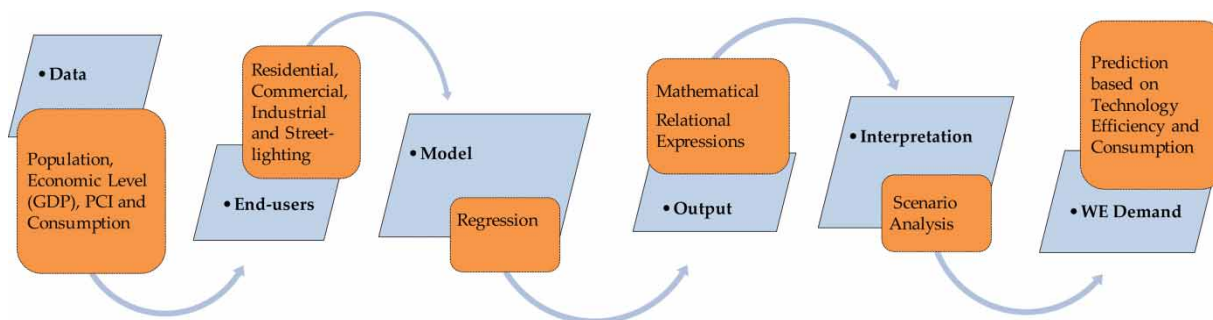 • Data
Population,
Economic Level
(GDP), PCI and
Consumption
Residential,
Commercial,
Industrial
and Street-
lighting
• End-users
• Model
Regression
Mathematical
Relational
Expressions
• Output
• Interpretation
Scenario
Analysis
Prediction
based on
Technology
Efficiency and
Consumption
• WE Demand